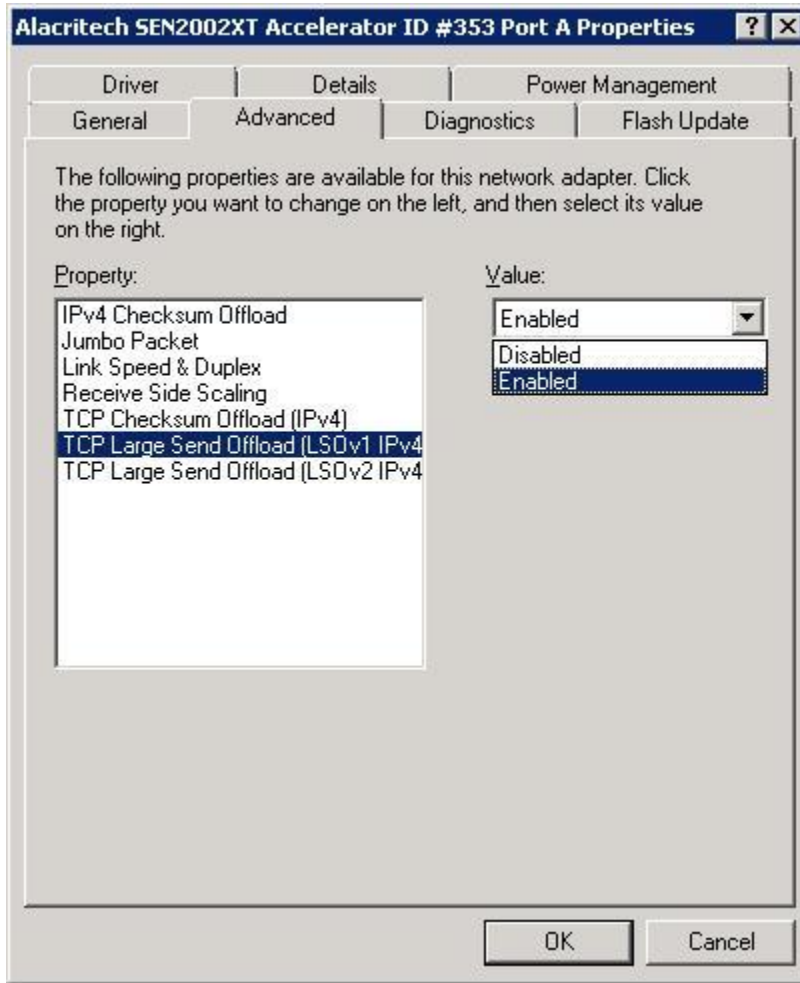 Alacritech SEN2002XT Accelerator ID #353 Port A Properties
Driver
Details
Power Management
General
Advanced
Diagnostics
Flash Update
The following properties are available for this network adapter. Click
the property you want to change on the left, and then select its value
on the right.
Property:
Value:
IPv4 Checksum Offload
Jumbo Packet
Link Speed & Duplex
Receive Side Scaling
TCP Checksum Offload (IPv4)
TCP Large Send Offload (LSOv1 IPv4
TCP Large Send Offload (LSOv2 IPv4
Enabled
Disabled
Enabled
OK
Cancel